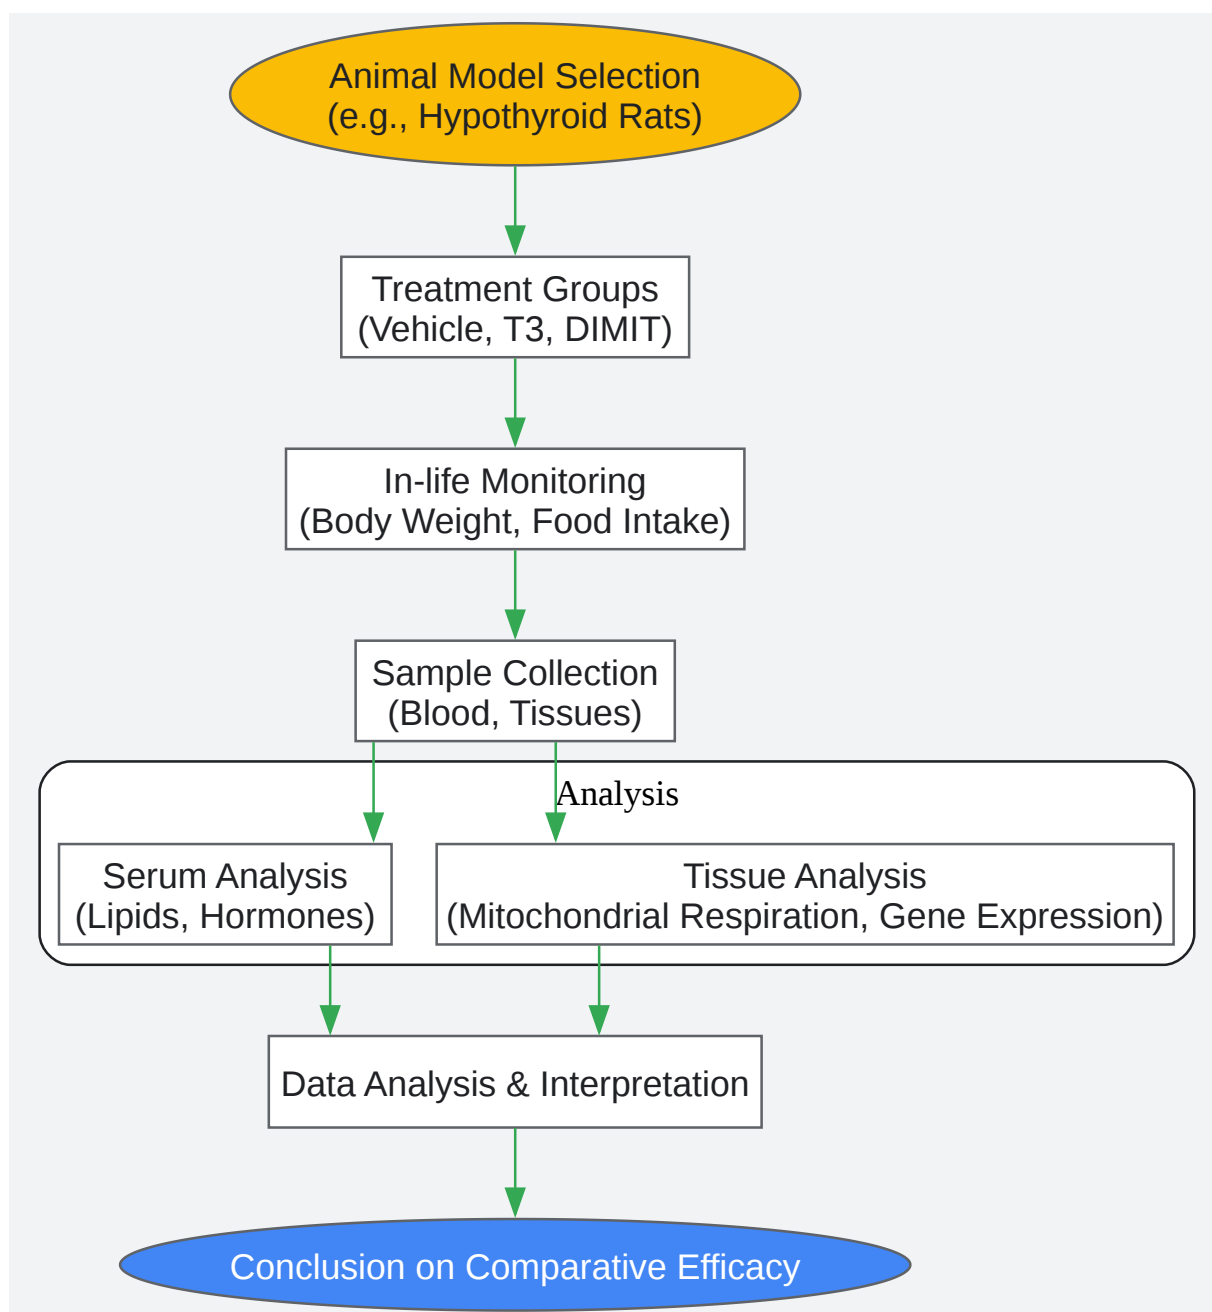 Animal Model Selection
(e.g., Hypothyroid Rats)
Treatment Groups
(Vehicle, T3, DIMIT)
In-life Monitoring
(Body Weight, Food Intake)
Sample Collection
(Blood, Tissues)
Analysis
Serum Analysis
(Lipids, Hormones)
Tissue Analysis
(Mitochondrial Respiration, Gene Expression)
Data Analysis & Interpretation
Conclusion on Comparative Efficacy